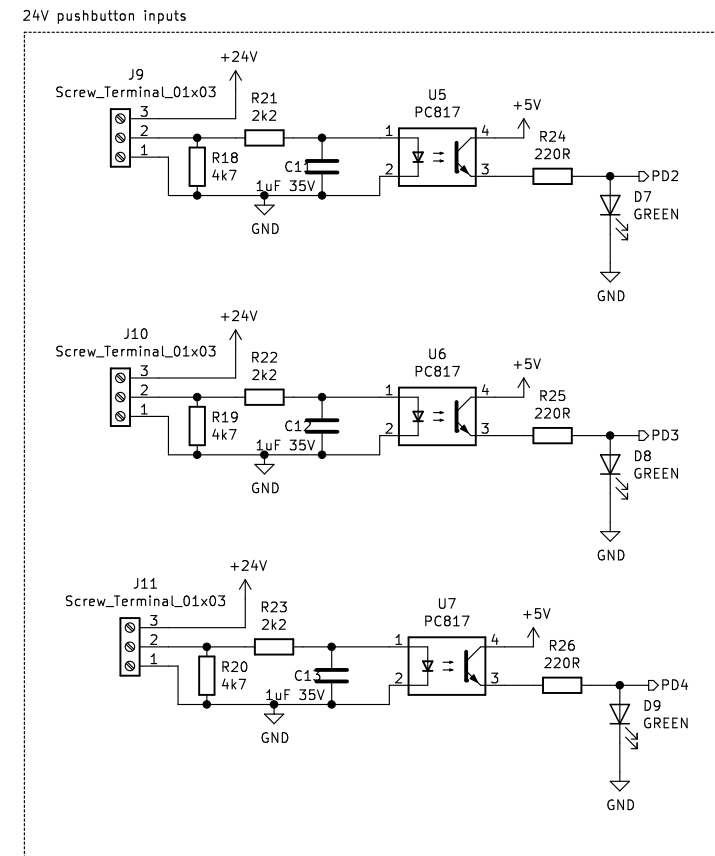 24V pushbutton inputs
+24V
J9
Screw_Terminal_01x03
3
2
1
R21
2k2
R18
4k7
C11
1uF 35V
GND
U5
PC817
1
2
4
3
+5V
R24
220R
PD2
D7
GREEN
GND
+24V
J10
Screw_Terminal_01x03
3
2
1
R22
2k2
R19
4k7
C12
1uF 35V
GND
U6
PC817
1
2
4
3
+5V
R25
220R
PD3
D8
GREEN
GND
+24V
J11
Screw_Terminal_01x03
3
2
1
R23
2k2
R20
4k7
C13
1uF 35V
GND
U7
PC817
1
2
4
3
+5V
R26
220R
PD4
D9
GREEN
GND